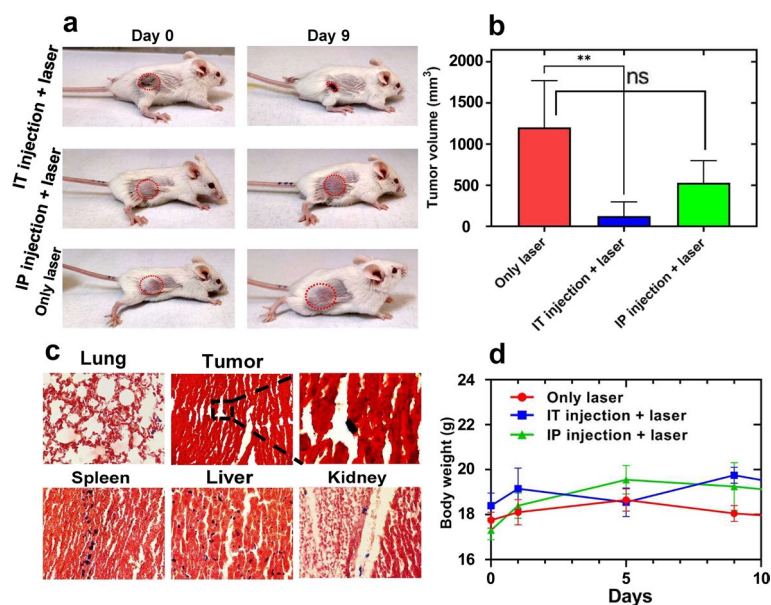 a
Day 0
Day 9
IT injection + laser
IP injection + laser
Only laser
b
Tumor volume (mm³)
2000
1500
1000
500
0
**
ns
Only laser
IT injection + laser
IP injection + laser
c
Lung
Tumor
Spleen
Liver
Kidney
d
Body weight (g)
24
22
20
18
16
Only laser
IT injection + laser
IP injection + laser
0
5
10
Days